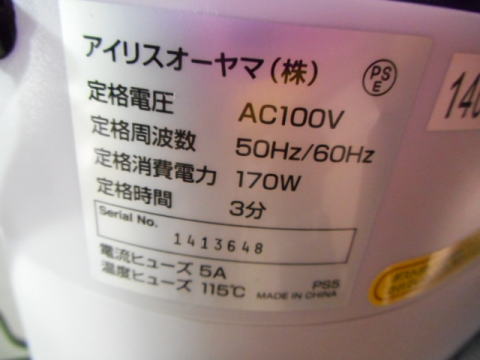 アイリスオーヤマ(株)
PSE
定格電圧 AC100V
定格周波数 50Hz/60Hz
定格消費電力 170W
定格時間 3分
Serial No.
1413648
電流ヒューズ 5A
温度ヒューズ 115℃
PS5
MADE IN CHINA